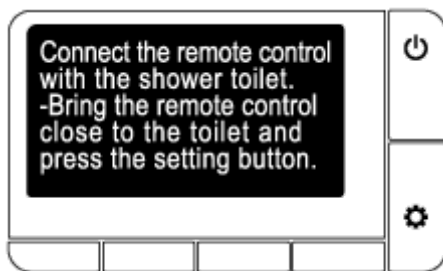 Connect the remote control
with the shower toilet.
-Bring the remote control
close to the toilet and
press the setting button.